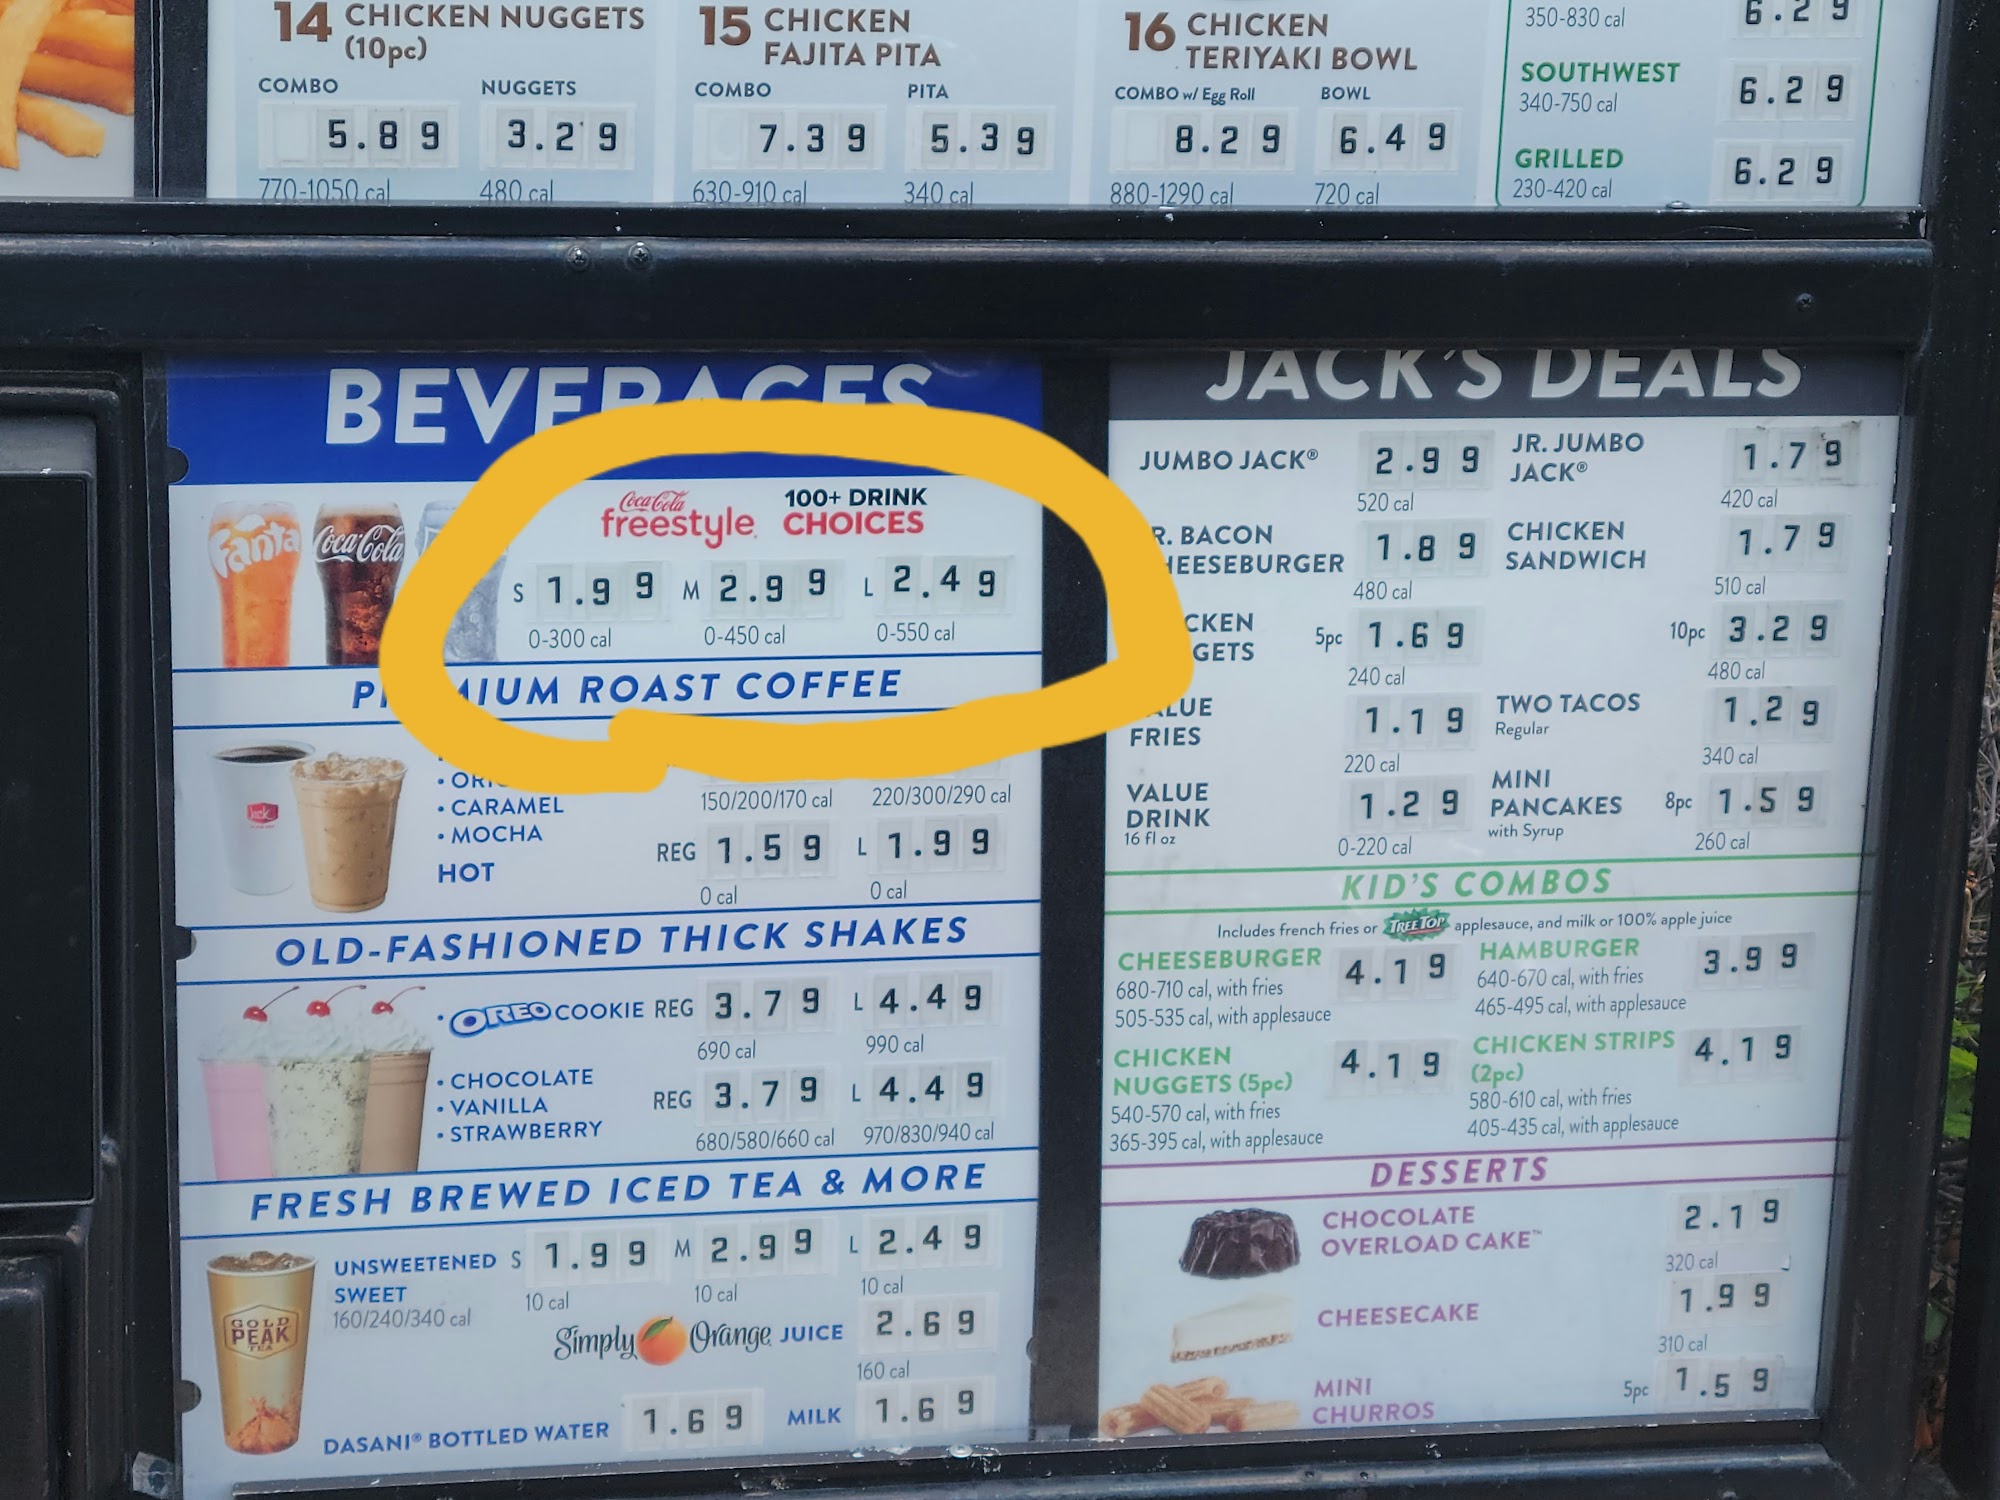 14 CHICKEN NUGGETS
(10pc)
COMBO NUGGETS
5.89 3.29
770-1050 cal 480 cal
15 CHICKEN
FAJITA PITA
COMBO PITA
7.39 5.39
630-910 cal 340 cal
16 CHICKEN
TERIYAKI BOWL
COMBO w/ Egg Roll BOWL
8.29 6.49
880-1290 cal 720 cal
350-830 cal 6.29
SOUTHWEST 6.29
340-750 cal
GRILLED 6.29
230-420 cal
BEVERAGES
Fanta Coca-Cola
Coca-Cola freestyle 100+ DRINK
CHOICES
S 1.99 M 2.99 L 2.49
0-300 cal 0-450 cal 0-550 cal
PREMIUM ROAST COFFEE
• CARAMEL 150/200/170 cal 220/300/290 cal
• MOCHA
HOT REG 1.59 L 1.99
0 cal 0 cal
OLD-FASHIONED THICK SHAKES
• OREO COOKIE REG 3.79 L 4.49
690 cal 990 cal
• CHOCOLATE
• VANILLA REG 3.79 L 4.49
• STRAWBERRY 680/580/660 cal 970/830/940 cal
FRESH BREWED ICED TEA & MORE
UNSWEETENED S 1.99 M 2.99 L 2.49
SWEET 10 cal 10 cal 10 cal
160/240/340 cal
GOLD
PEAK
TEA
Simply Orange JUICE 2.69
160 cal
DASANI® BOTTLED WATER 1.69 MILK 1.69
JACK'S DEALS
JUMBO JACK® 2.99
520 cal
JR. JUMBO
JACK® 1.79
420 cal
R. BACON
HEESEBURGER 1.89
480 cal
CHICKEN
SANDWICH 1.79
510 cal
CKEN
GETS 5pc 1.69
240 cal
10pc 3.29
480 cal
ALUE
FRIES 1.19
220 cal
TWO TACOS 1.29
Regular
340 cal
VALUE
DRINK 1.29
16 fl oz
0-220 cal
MINI
PANCAKES 8pc 1.59
with Syrup
260 cal
KID'S COMBOS
Includes french fries or TREE TOP applesauce, and milk or 100% apple juice
CHEESEBURGER 4.19
680-710 cal, with fries
505-535 cal, with applesauce
HAMBURGER 3.99
640-670 cal, with fries
465-495 cal, with applesauce
CHICKEN
NUGGETS (5pc) 4.19
540-570 cal, with fries
365-395 cal, with applesauce
CHICKEN STRIPS 4.19
(2pc)
580-610 cal, with fries
405-435 cal, with applesauce
DESSERTS
CHOCOLATE
OVERLOAD CAKE™ 2.19
320 cal
CHEESECAKE 1.99
310 cal
MINI
CHURROS 5pc 1.59